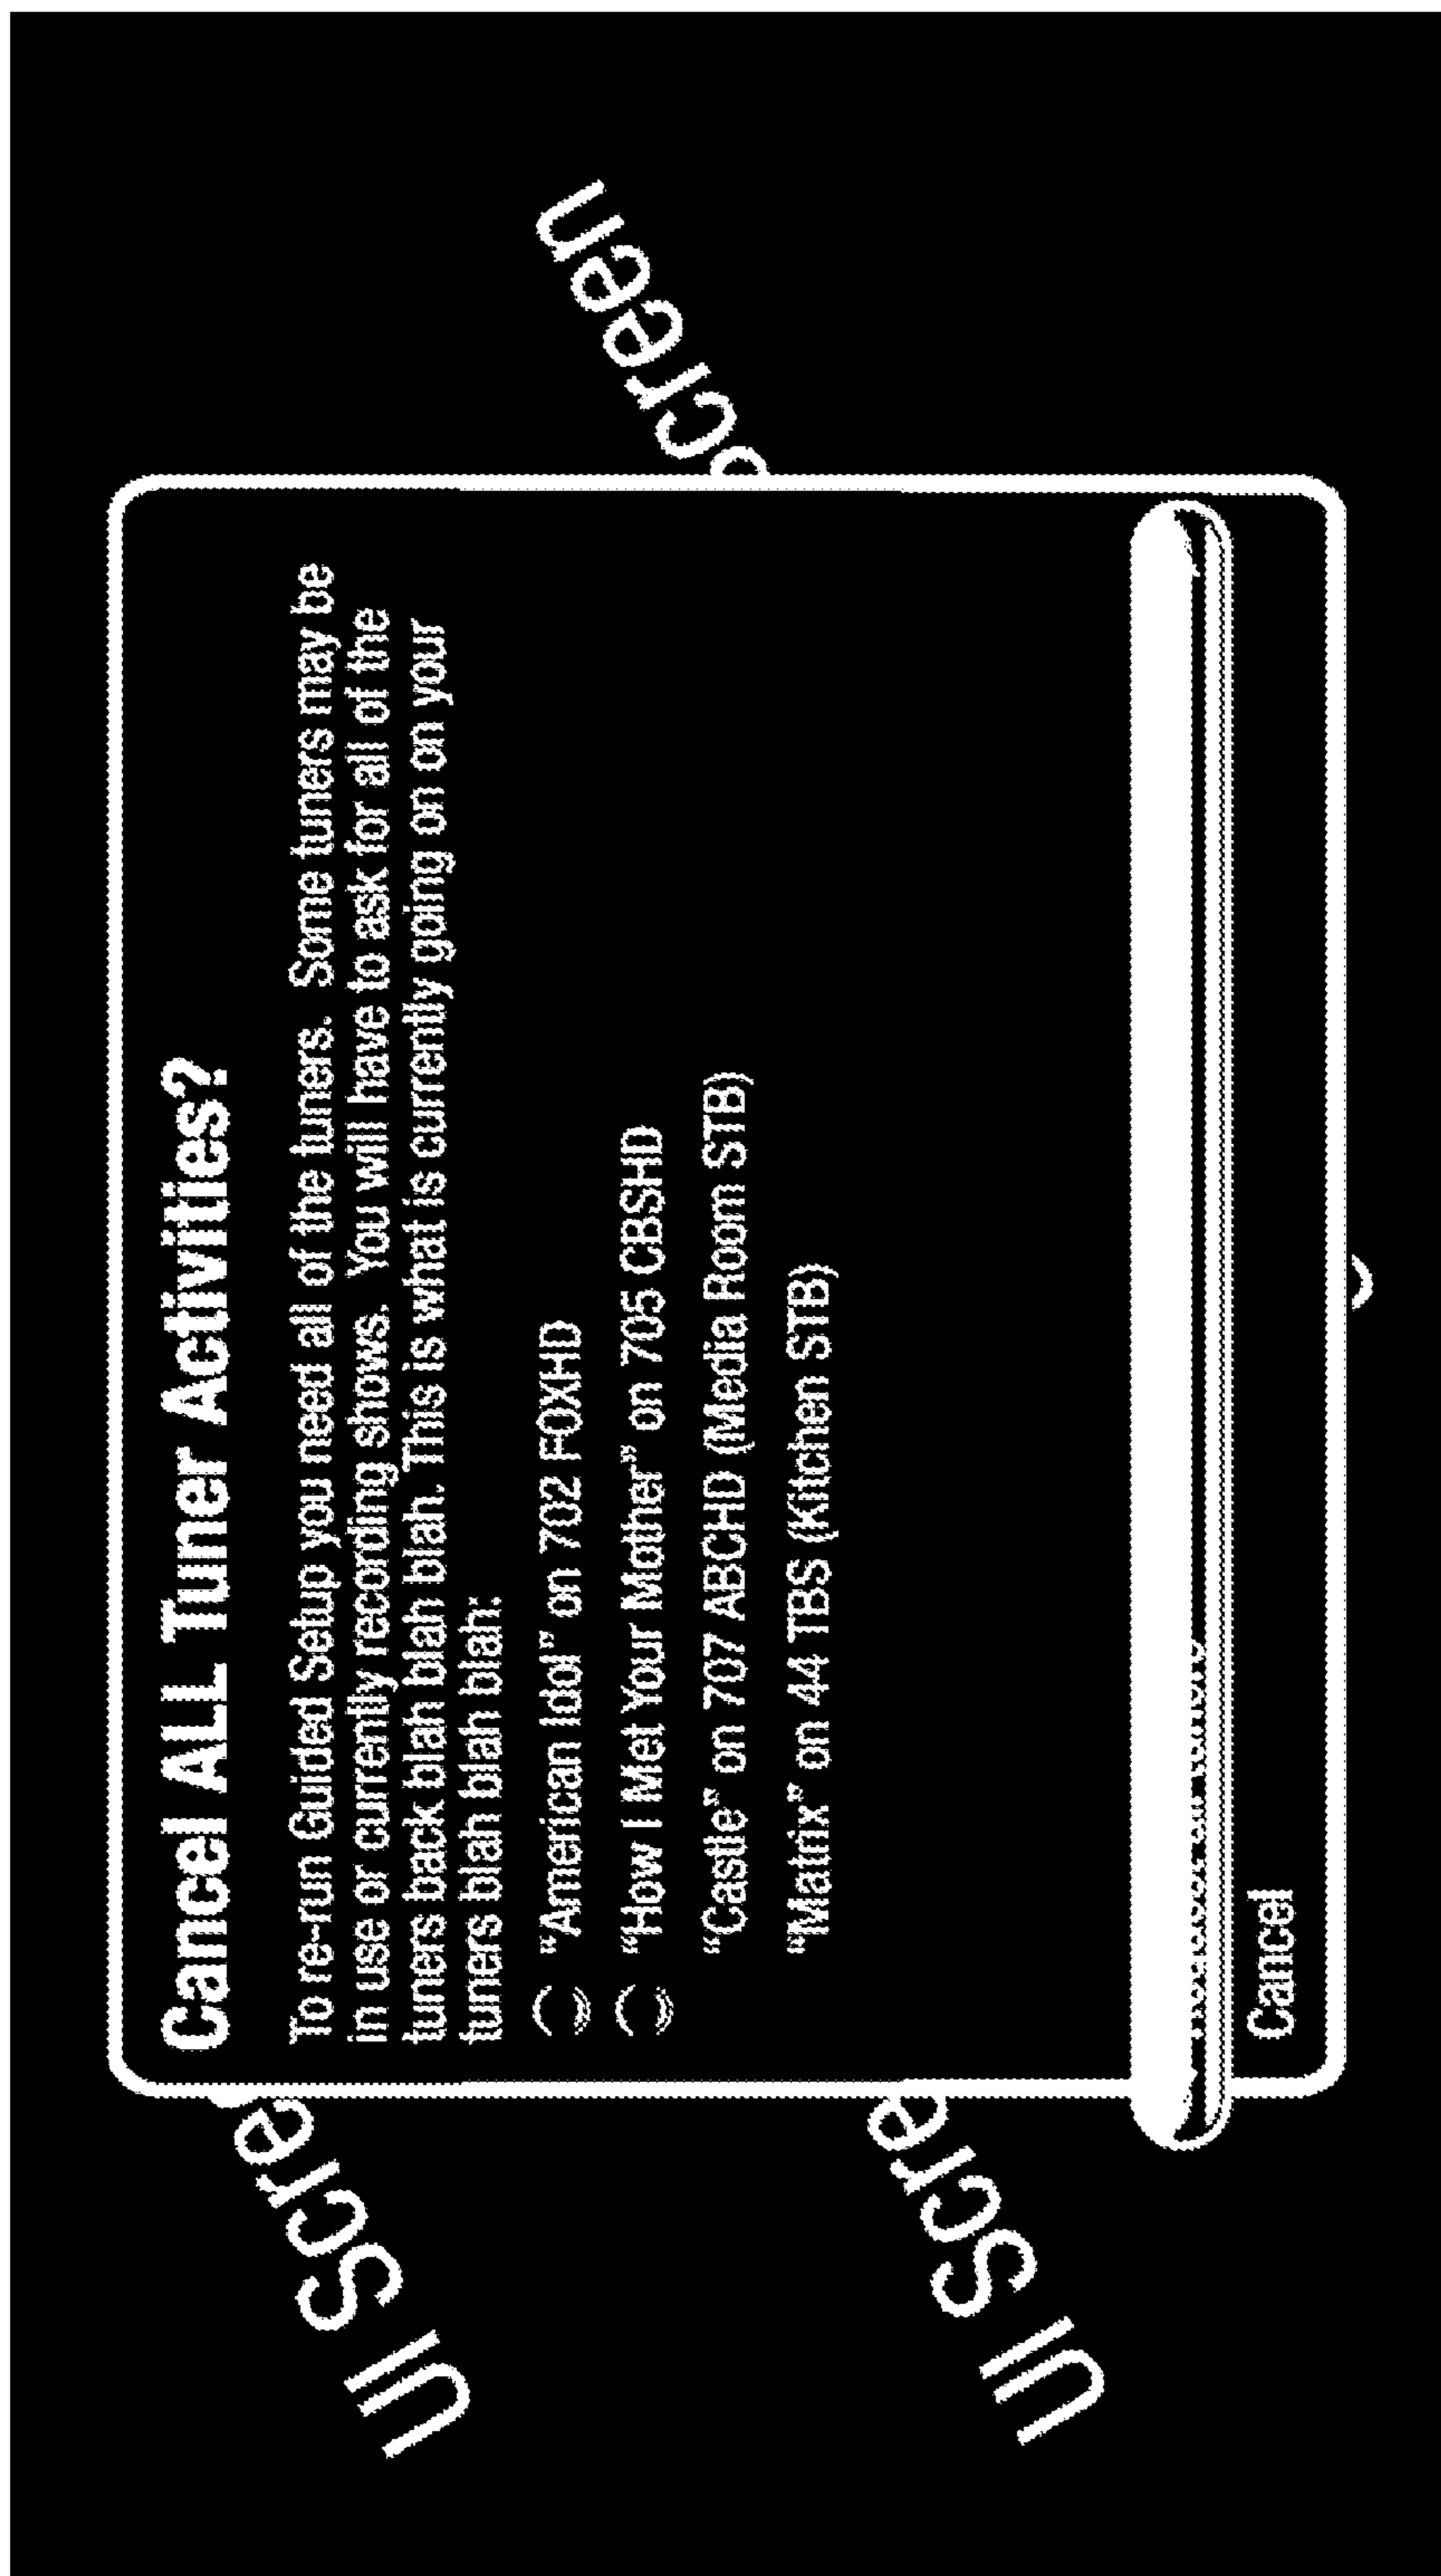 Cancel ALL Tuner Activities?
To re-run Guided Setup you need all of the tuners. Some tuners may be
in use or currently recording shows. You will have to ask for all of the
tuners back blah blah blah. This is what is currently going on on your
tuners blah blah blah:
“American Idol” on 702 FOXHD
“How I Met Your Mother” on 705 CBSHD
“Castle” on 707 ABCHD (Media Room STB)
“Matrix” on 44 TBS (Kitchen STB)
Cancel
UI Scre
creen
UI Scre